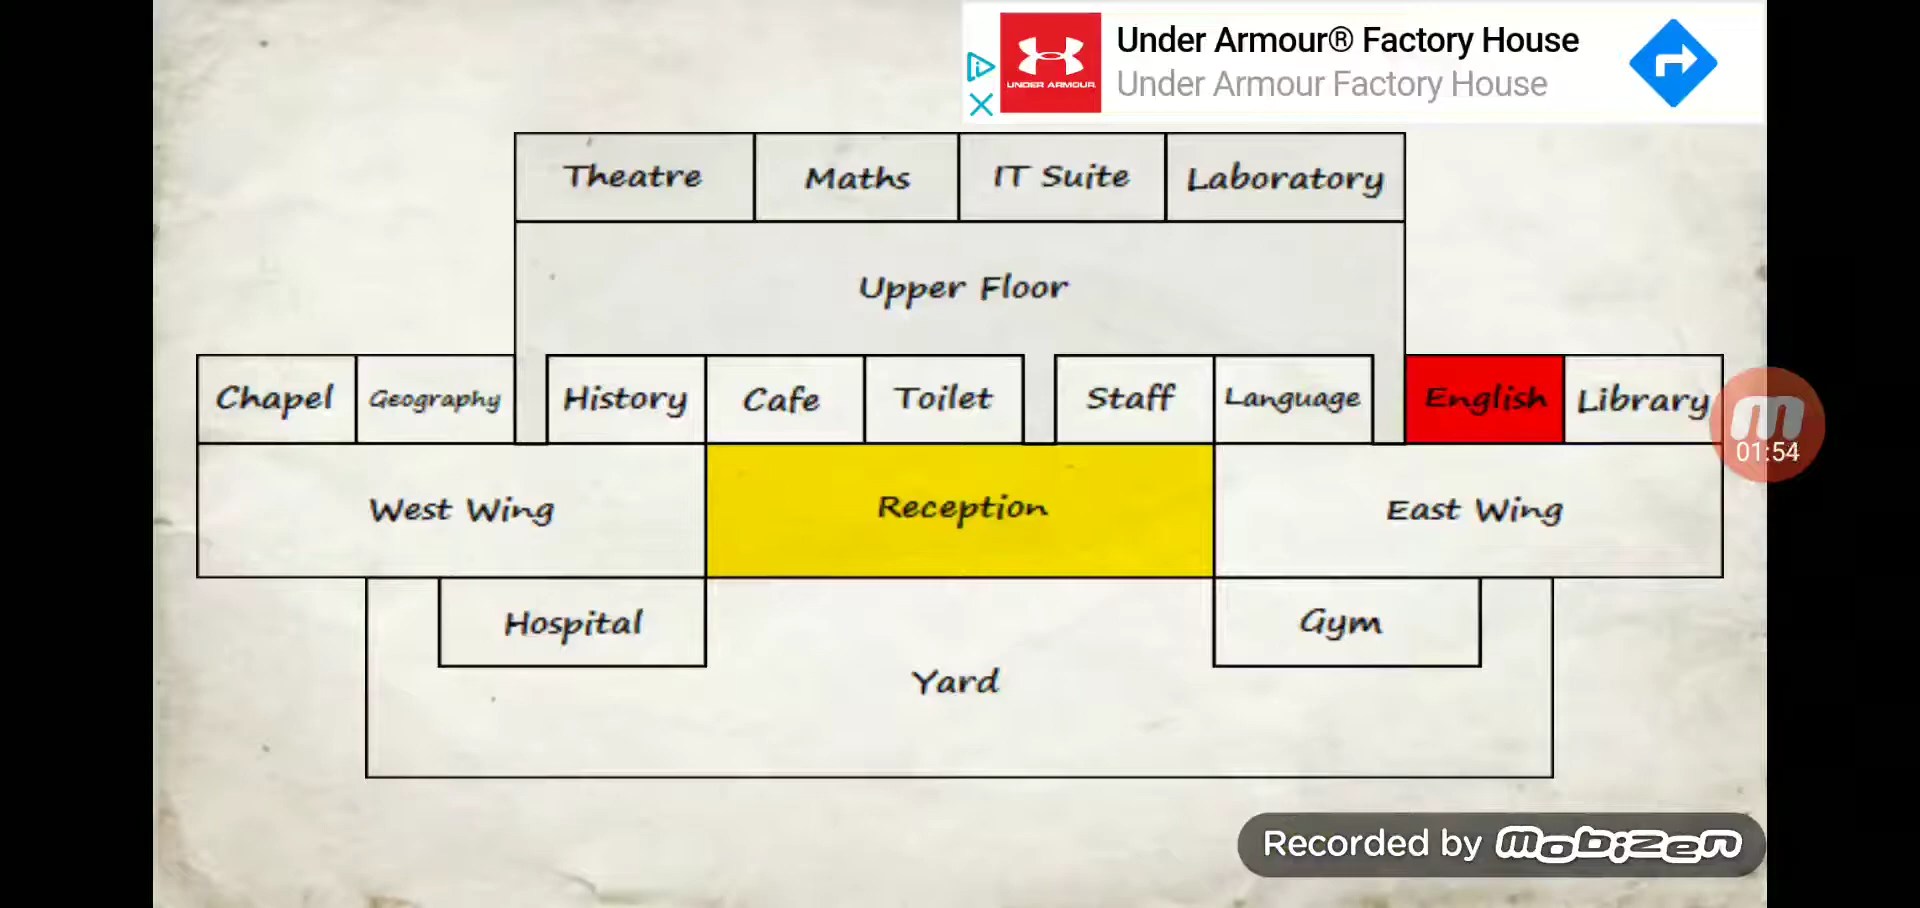 Under Armour® Factory House
Under Armour Factory House
UNDER ARMOUR
Theatre
Maths
IT Suite
Laboratory
Upper Floor
Chapel
Geography
History
Cafe
Toilet
Staff
Language
English
Library
01:54
West Wing
Reception
East Wing
Hospital
Gym
Yard
Recorded by mobizen